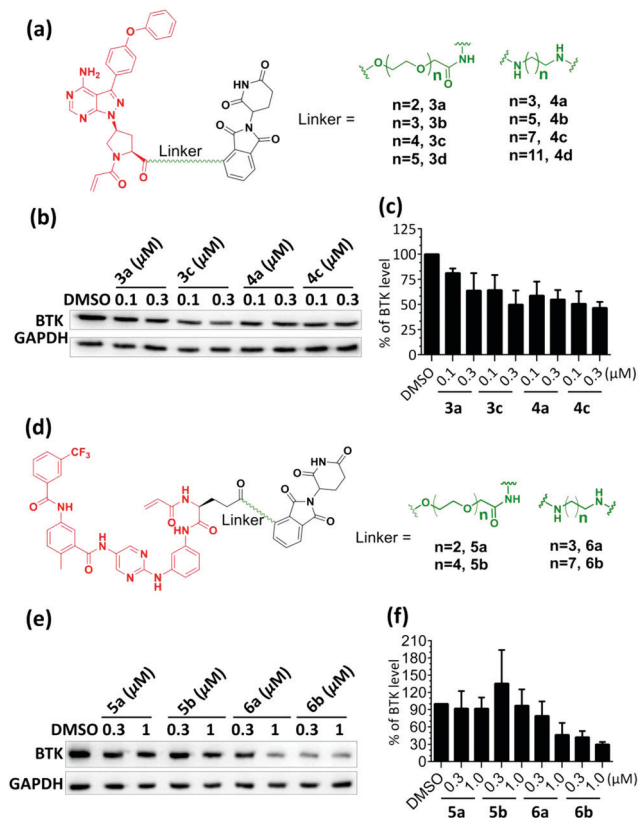 (a)
O
NH2
N
N
N
N
N
O
O
Linker
O
NH
O
O
N
O
Linker =
O
O
n
O
NH
n=2, 3a
n=3, 3b
n=4, 3c
n=5, 3d
N
H
n
H
N
n=3, 4a
n=5, 4b
n=7, 4c
n=11, 4d
(b)
3a (μM)
3c (μM)
4a (μM)
4c (μM)
DMSO 0.1 0.3 0.1 0.3 0.1 0.3 0.1 0.3
BTK
GAPDH
(c)
% of BTK level
125
100
75
50
25
0
DMSO 0.1 0.3 0.1 0.3 0.1 0.3 0.1 0.3 (μM)
3a 3c 4a 4c
(d)
CF3
O
NH
O
NH
N
N
N
H
NH
O
O
HN
O
Linker
O
HN
O
O
N
O
Linker =
O
O
n
O
NH
n=2, 5a
n=4, 5b
N
H
n
H
N
n=3, 6a
n=7, 6b
(e)
5a (μM)
5b (μM)
6a (μM)
6b (μM)
DMSO 0.3 1 0.3 1 0.3 1 0.3 1
BTK
GAPDH
(f)
% of BTK level
210
180
150
120
90
60
30
0
DMSO 0.3 1.0 0.3 1.0 0.3 1.0 0.3 1.0 (μM)
5a 5b 6a 6b